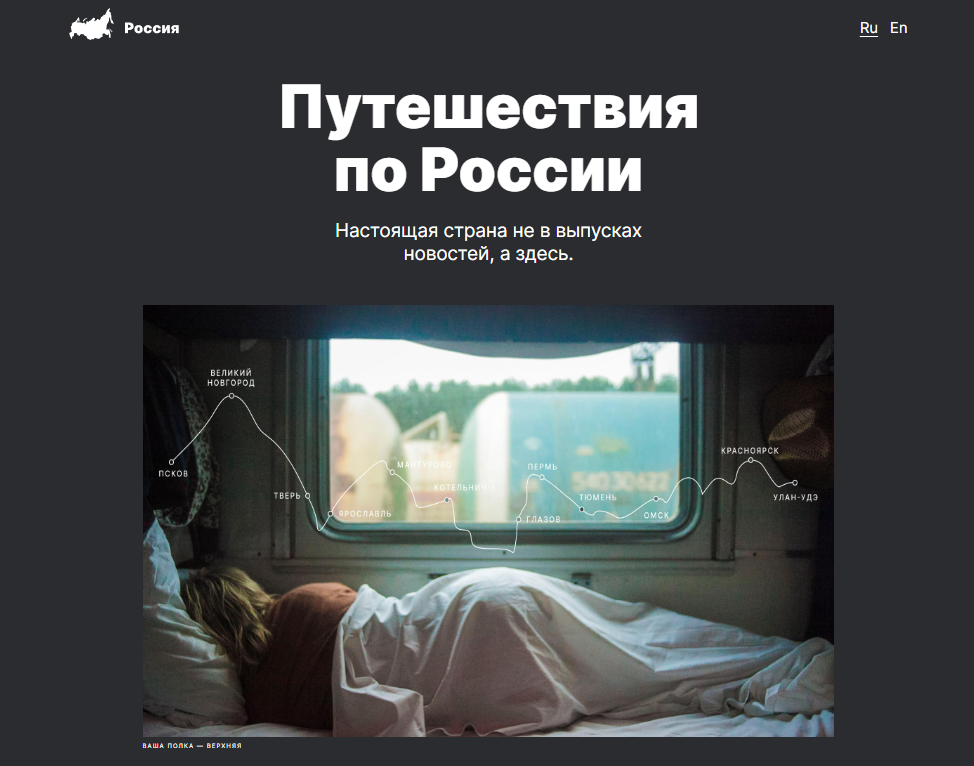 Россия
Ru En
Путешествия
по России
Настоящая страна не в выпусках
новостей, а здесь.
ВЕЛИКИЙ
НОВГОРОД
ПСКОВ
ТВЕРЬ
ЯРОСЛАВЛЬ
МАНТУРОВО
КОТЕЛЬНИЧ
ПЕРМЬ
ГЛАЗОВ
ТЮМЕНЬ
ОМСК
КРАСНОЯРСК
УЛАН-УДЭ
ВАША ПОЛКА — ВЕРХНЯЯ